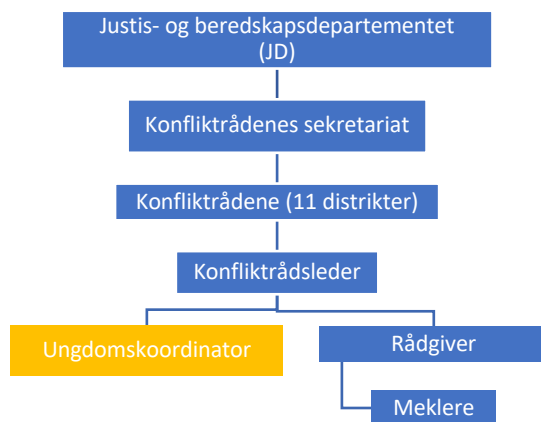 Justis- og beredskapsdepartementet
(JD)
Konfliktrådenes sekretariat
Konfliktrådene (11 distrikter)
Konfliktrådsleder
Ungdomskoordinator
Rådgiver
Meklere